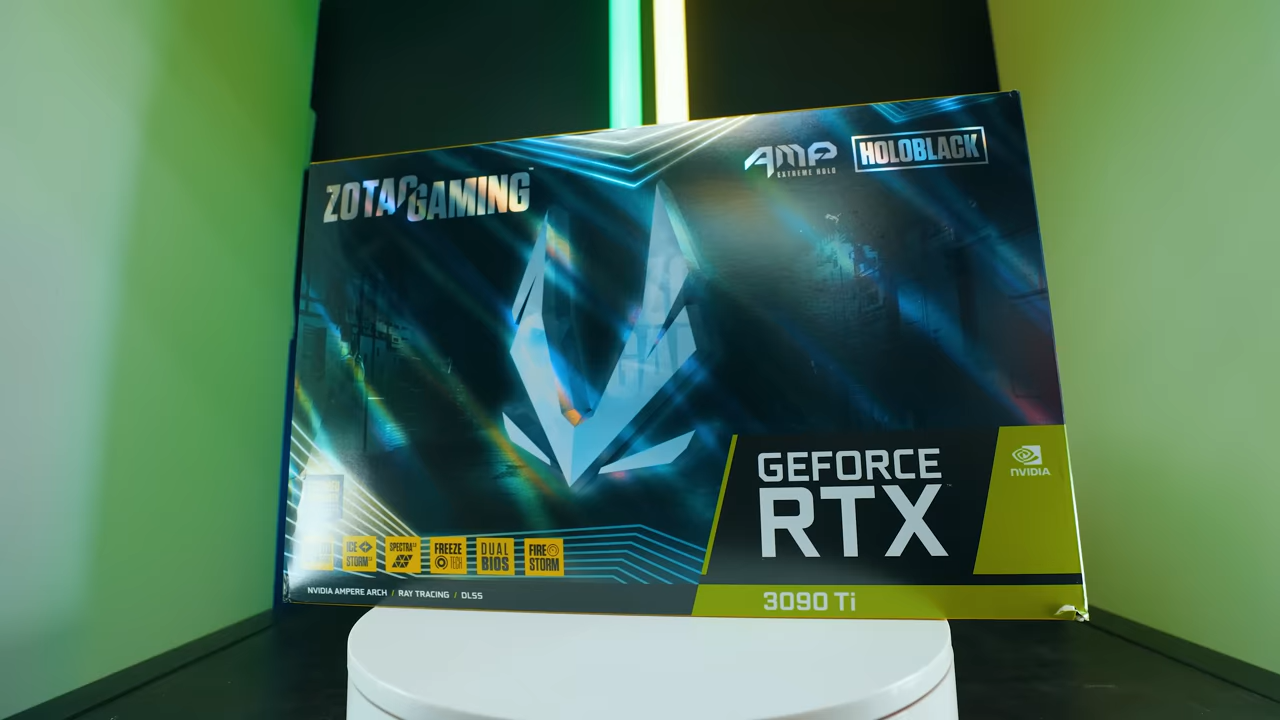 ZOTAC GAMING
AMP
EXTREME HOLO
HOLOBLACK
GEFORCE
RTX
NVIDIA
ICE
STORM
SPECTRA
FREEZE
TECH
DUAL
BIOS
FIRE
STORM
NVIDIA AMPERE ARCH / RAY TRACING / DLSS
3090 Ti